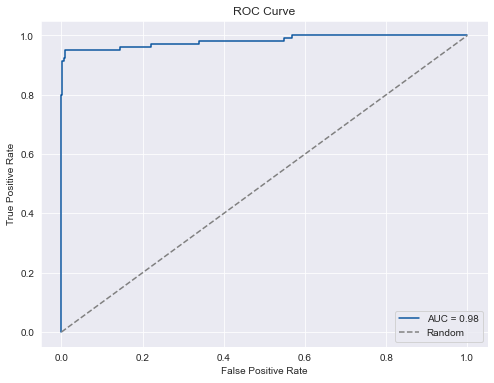 ROC Curve
1.0
0.8
0.6
0.4
0.2
0.0
True Positive Rate
0.0 0.2 0.4 0.6 0.8 1.0
False Positive Rate
AUC = 0.98
Random